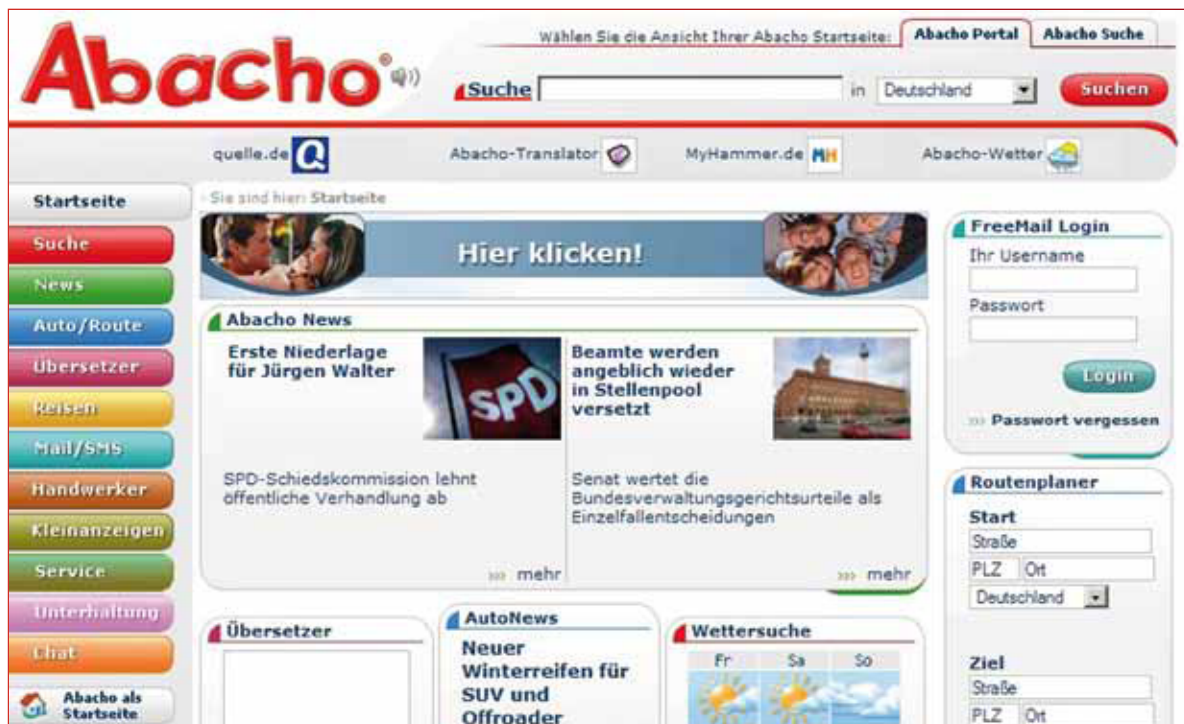 Abacho
Wählen Sie die Ansicht Ihrer Abacho Startseite:
Abacho Portal
Abacho Suche
Suche
in
Deutschland
Suchen
quelle.de
Q
Abacho-Translator
MyHammer.de
MH
Abacho-Wetter
Startseite
Suche
News
Auto/Route
Übersetzer
Reisen
Mail/SMS
Handwerker
Kleinanzeigen
Service
Unterhaltung
Chat
Abacho als
Startseite
Sie sind hier: Startseite
Hier klicken!
Abacho News
Erste Niederlage
für Jürgen Walter
SPD
SPD-Schiedskommission lehnt
öffentliche Verhandlung ab
››› mehr
Beamte werden
angeblich wieder
in Stellenpool
versetzt
Senat wertet die
Bundesverwaltungsgerichtsurteile als
Einzelfallentscheidungen
››› mehr
Übersetzer
AutoNews
Neuer
Winterreifen für
SUV und
Offroader
Wettersuche
Fr Sa So
FreeMail Login
Ihr Username
Passwort
Login
››› Passwort vergessen
Routenplaner
Start
Straße
PLZ Ort
Deutschland
Ziel
Straße
PLZ Ort